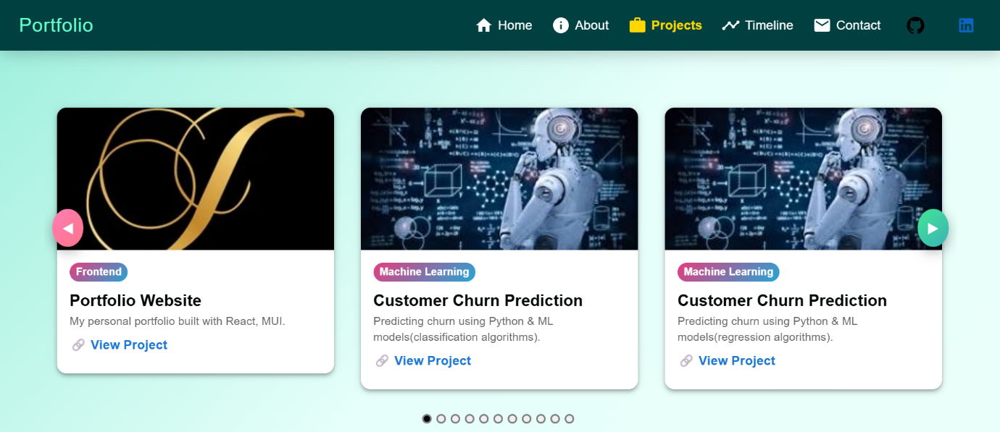 Portfolio
Home
About
Projects
Timeline
Contact
Frontend
Portfolio Website
My personal portfolio built with React, MUI.
View Project
Machine Learning
Customer Churn Prediction
Predicting churn using Python & ML
models(classification algorithms).
View Project
Machine Learning
Customer Churn Prediction
Predicting churn using Python & ML
models(regression algorithms).
View Project